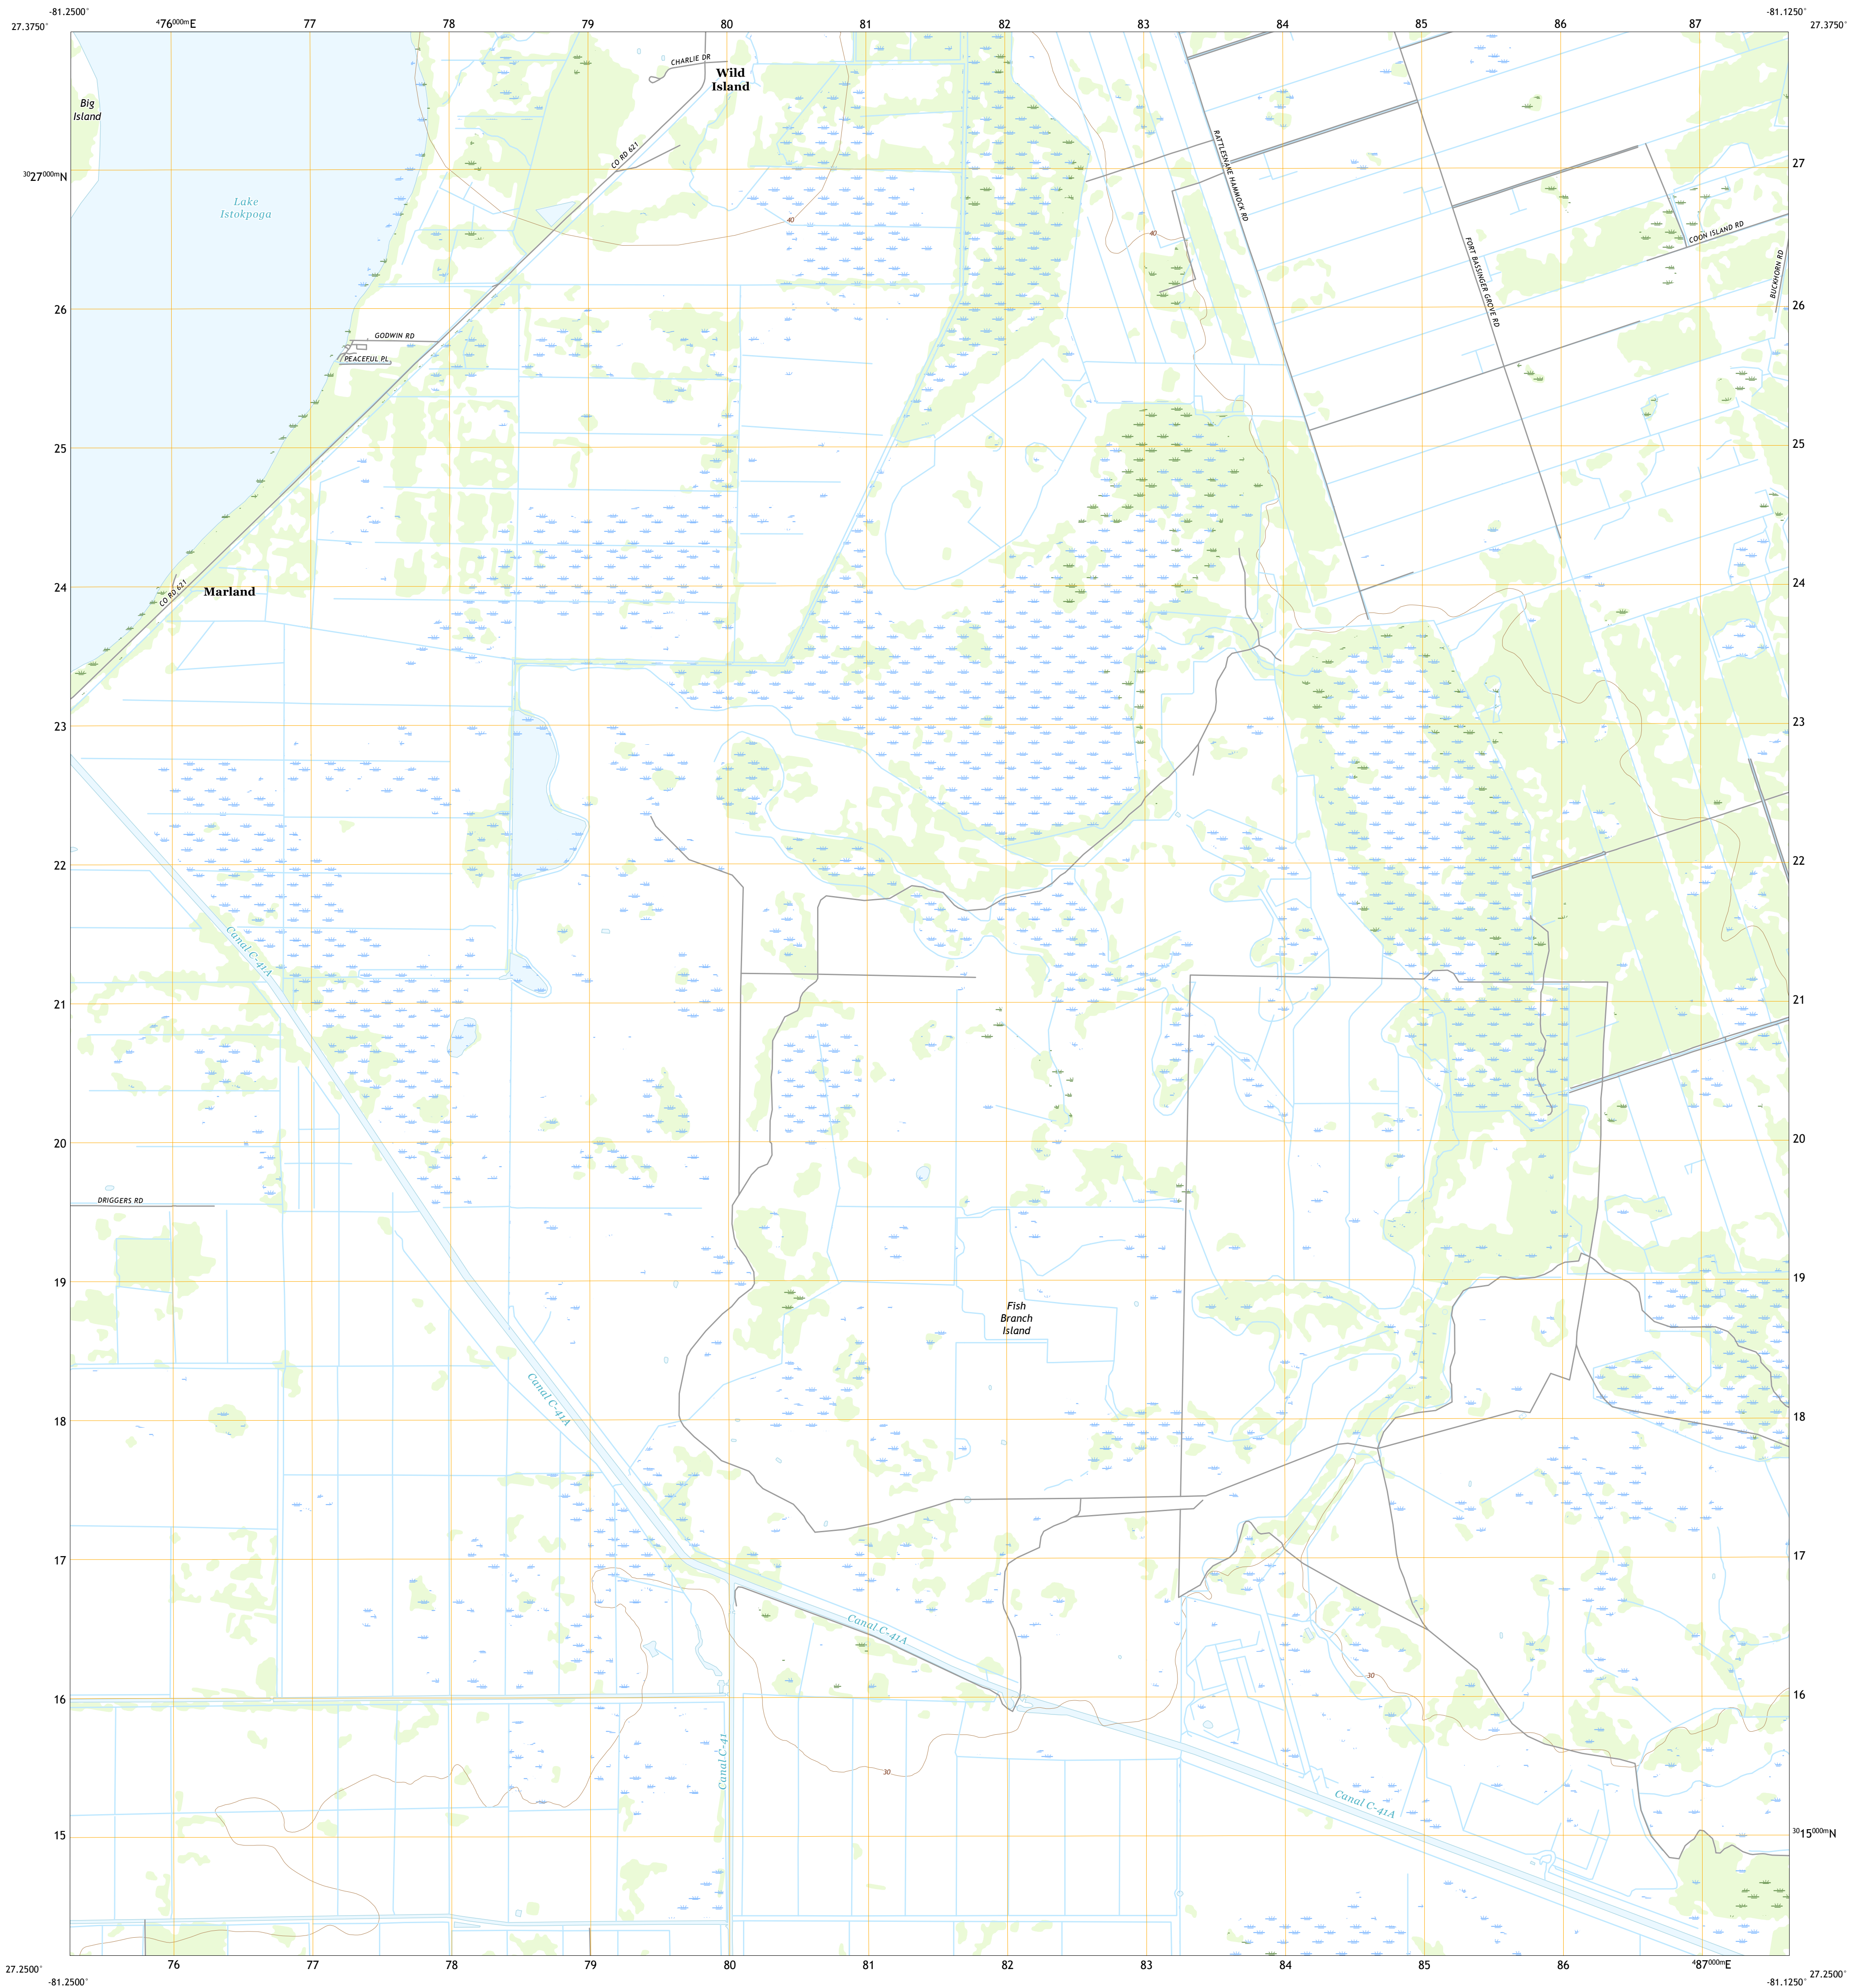 -81.2500°
⁴76⁰⁰⁰ᵐE
77
78
79
80
81
82
83
84
85
86
87
-81.1250°
27.3750°
27.3750°
CHARLIE DR
Wild
Island
Big
Island
CO RD 621
RATTLESNAKE HAMMOCK RD
27
³⁰27⁰⁰⁰ᵐN
Lake
Istokpoga
40
40
COON ISLAND RD
FORT BASSINGER GROVE RD
BUCKHORN RD
26
26
GODWIN RD
PEACEFUL PL
25
25
24
24
CO RD 621
Marland
23
23
22
22
Canal C-41A
21
21
20
20
DRIGGERS RD
19
19
Fish
Branch
Island
Canal C-41A
18
18
17
17
Canal C-41A
30
16
16
Canal C-41
30
Canal C-41A
15
³⁰15⁰⁰⁰ᵐN
27.2500°
27.2500°
-81.2500°
76
77
78
79
80
81
82
83
84
85
86
⁴87⁰⁰⁰ᵐE
-81.1250°